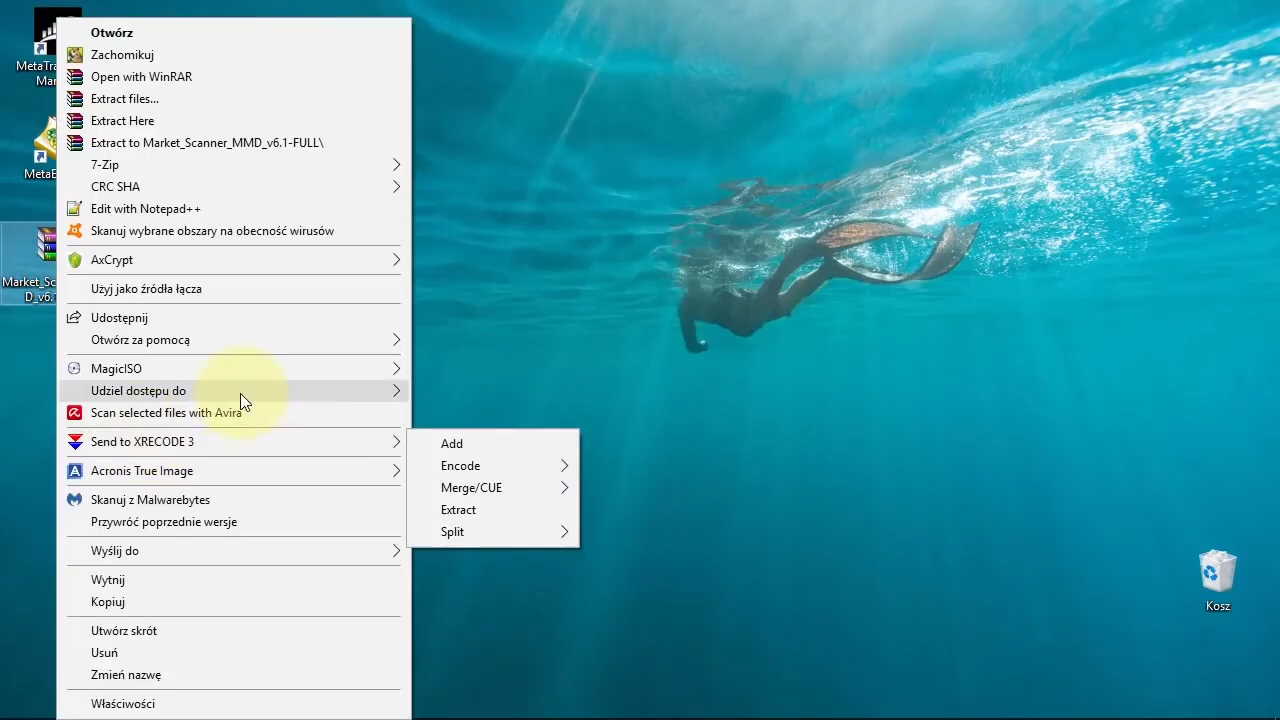 MetaTra
Mar
MetaE
Market_Sc
D_v6.1
Otwórz
Zachomikuj
Open with WinRAR
Extract files...
Extract Here
Extract to Market_Scanner_MMD_v6.1-FULL\
7-Zip
CRC SHA
Edit with Notepad++
Skanuj wybrane obszary na obecność wirusów
AxCrypt
Użyj jako źródła łącza
Udostępnij
Otwórz za pomocą
MagicISO
Udziel dostępu do
Scan selected files with Avira
Send to XRECODE 3
Acronis True Image
Skanuj z Malwarebytes
Przywróć poprzednie wersje
Wyślij do
Wytnij
Kopiuj
Utwórz skrót
Usuń
Zmień nazwę
Właściwości
Add
Encode
Merge/CUE
Extract
Split
Kosz